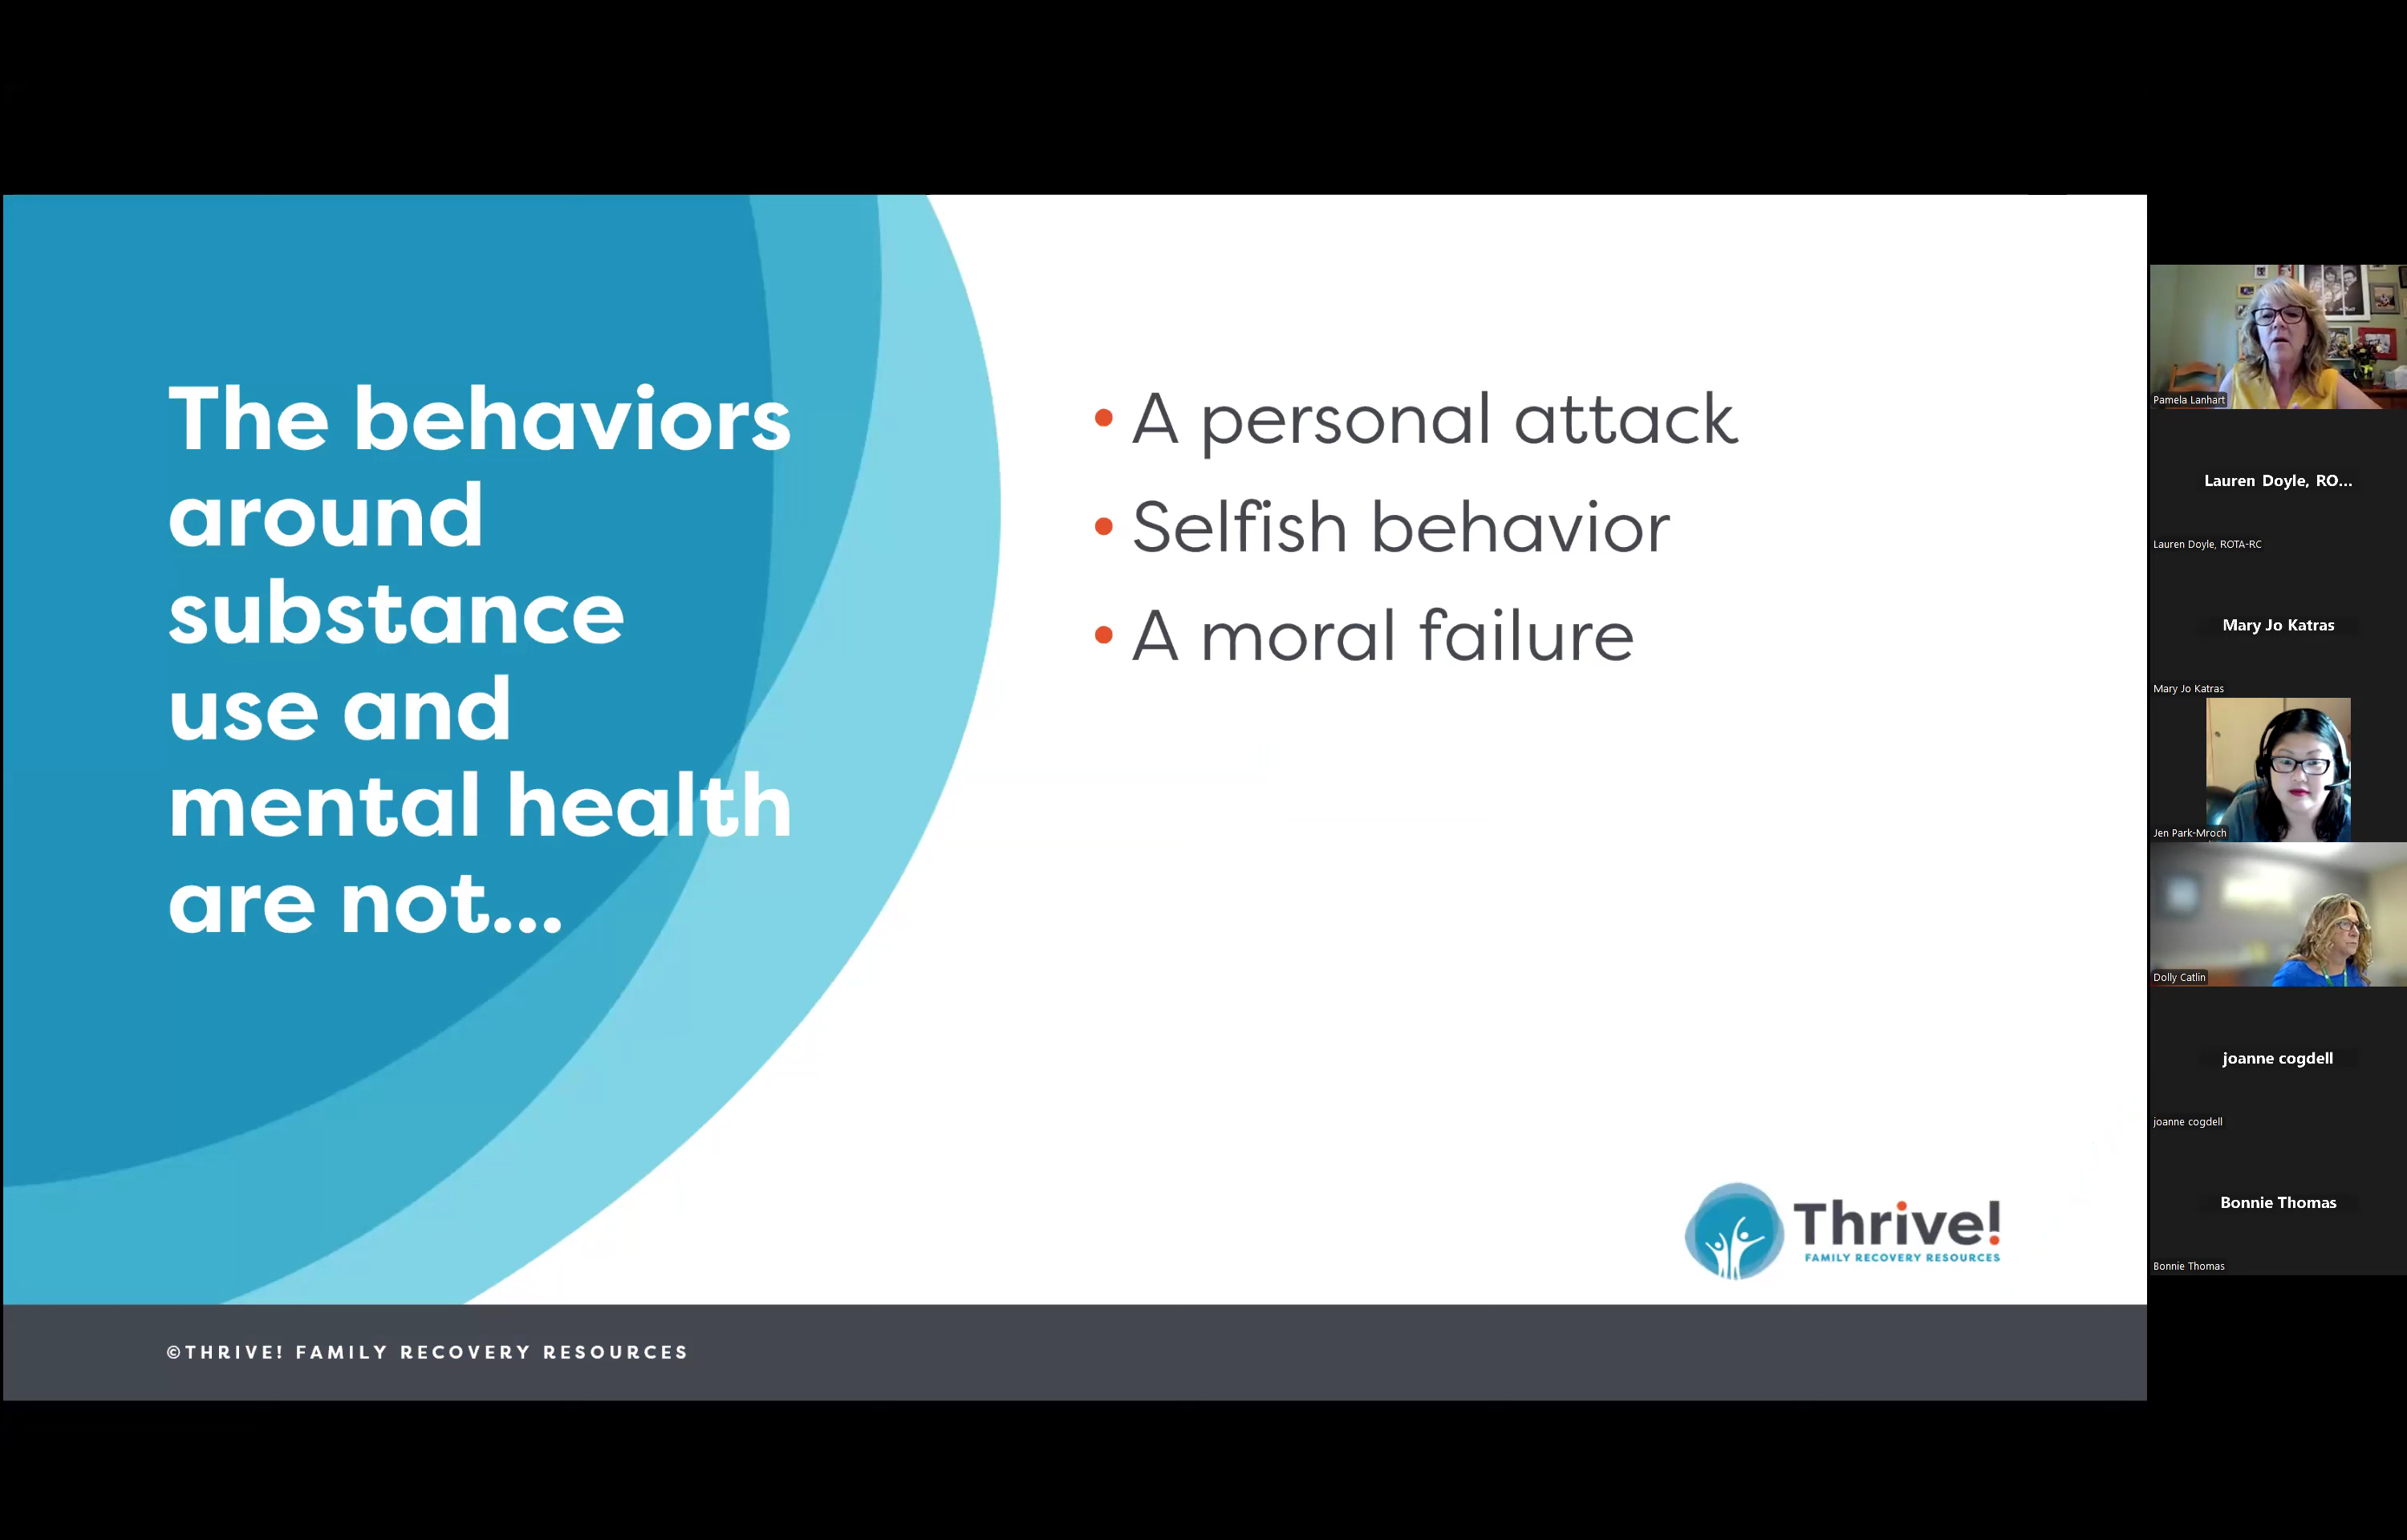 The behaviors
around
substance
use and
mental health
are not...
• A personal attack
• Selfish behavior
• A moral failure
Thrive!
FAMILY RECOVERY RESOURCES
©THRIVE! FAMILY RECOVERY RESOURCES
Pamela Lanhart
Lauren Doyle, RO...
Lauren Doyle, ROTA-RC
Mary Jo Katras
Mary Jo Katras
Jen Park-Mroch
Dolly Catlin
joanne cogdell
joanne cogdell
Bonnie Thomas
Bonnie Thomas